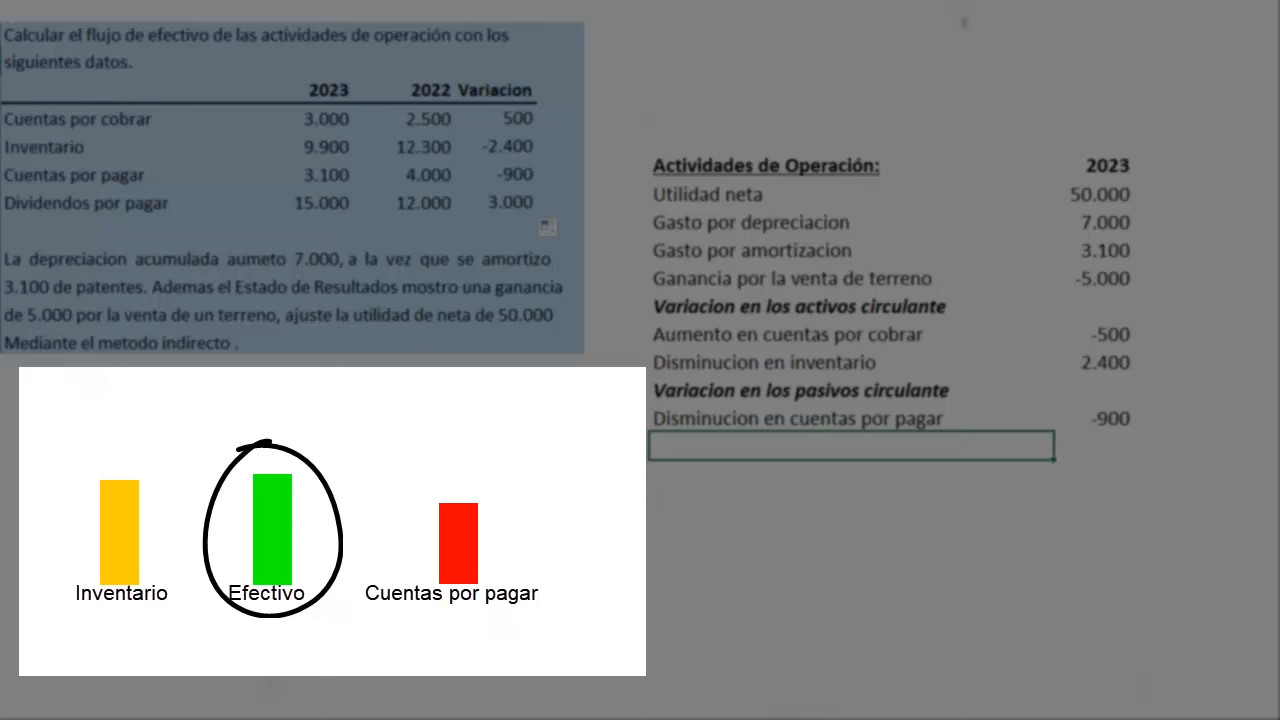 Calcular el flujo de efectivo de las actividades de operación con los
siguientes datos.
2023 2022 Variacion
Cuentas por cobrar 3.000 2.500 500
Inventario 9.900 12.300 -2.400
Cuentas por pagar 3.100 4.000 -900
Dividendos por pagar 15.000 12.000 3.000
La depreciacion acumulada aumeto 7.000, a la vez que se amortizo
3.100 de patentes. Ademas el Estado de Resultados mostro una ganancia
de 5.000 por la venta de un terreno, ajuste la utilidad de neta de 50.000
Mediante el metodo indirecto .
Actividades de Operación: 2023
Utilidad neta 50.000
Gasto por depreciacion 7.000
Gasto por amortizacion 3.100
Ganancia por la venta de terreno -5.000
Variacion en los activos circulante
Aumento en cuentas por cobrar -500
Disminucion en inventario 2.400
Variacion en los pasivos circulante
Disminucion en cuentas por pagar -900
Inventario Efectivo Cuentas por pagar